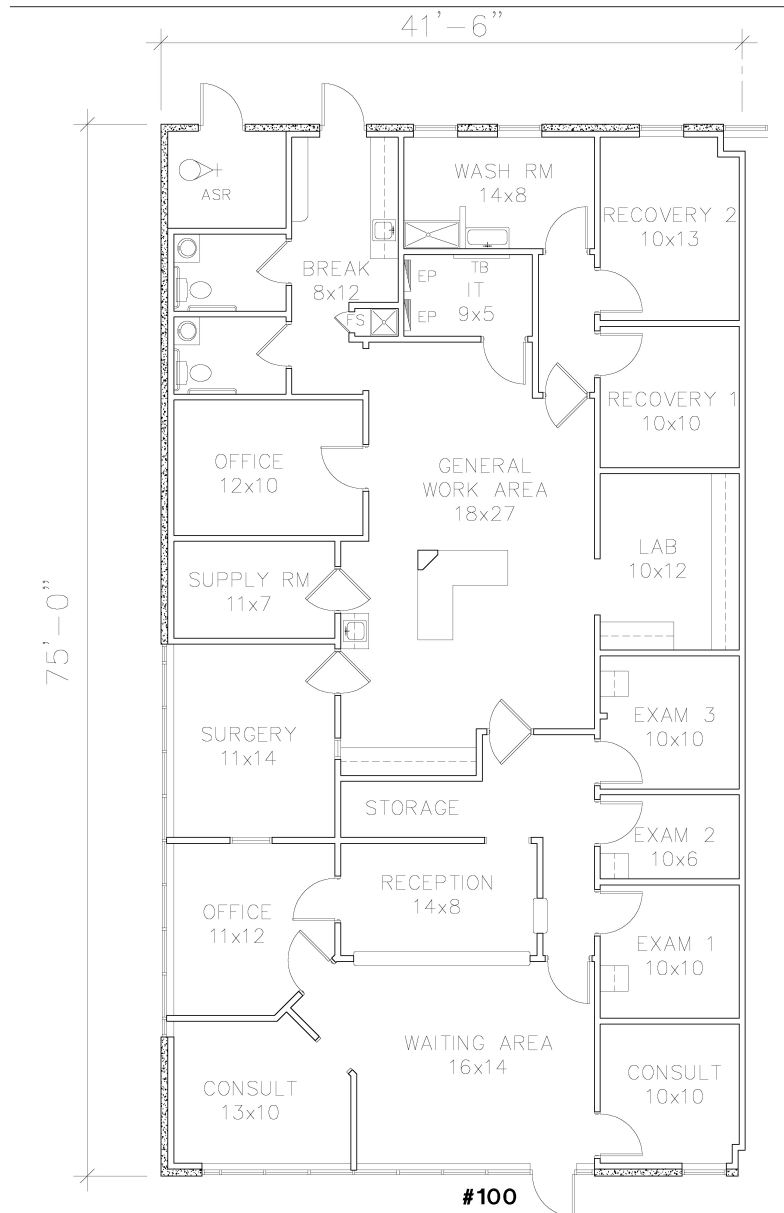 41'-6"
WASH RM
14x8
ASR
RECOVERY 2
10x13
BREAK
8x12
EP
TB
IT
9x5
EP
FS
RECOVERY 1
10x10
OFFICE
12x10
GENERAL
WORK AREA
18x27
LAB
10x12
SUPPLY RM
11x7
75'-0"
EXAM 3
10x10
SURGERY
11x14
STORAGE
EXAM 2
10x6
RECEPTION
14x8
OFFICE
11x12
EXAM 1
10x10
WAITING AREA
16x14
CONSULT
13x10
CONSULT
10x10
#100